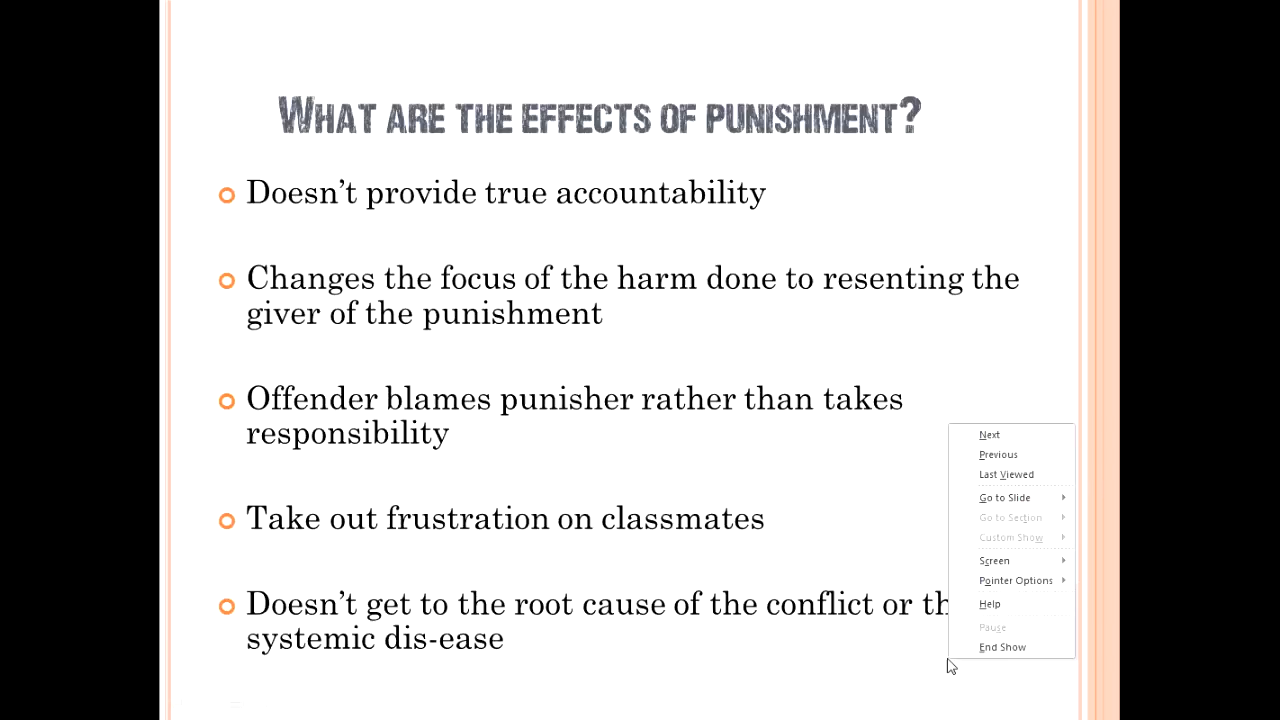 What are the effects of punishment?
Doesn't provide true accountability
Changes the focus of the harm done to resenting the
giver of the punishment
Offender blames punisher rather than takes
responsibility
Take out frustration on classmates
Doesn't get to the root cause of the conflict or
systemic dis-ease
Next
Previous
Last Viewed
Go to Slide
Go to Section
Custom Show
Screen
Pointer Options
Help
Pause
End Show